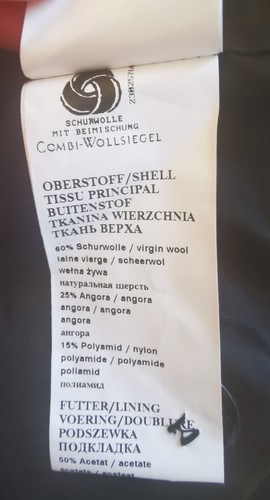 SCHURWOLLE
MIT BEIMISCHUNG
COMBI-WOLLSIEGEL
OBERSTOFF/SHELL
TISSU PRINCIPAL
BUITENSTOF
TKANINA WIERZCHNIA
ТКАНЬ ВЕРХА
60% Schurwolle / virgin wool
laine vierge / scheerwol
wełna żywa
натуральная шерсть
25% Angora / angora
angora / angora
angora
ангора
15% Polyamid / nylon
polyamide / polyamide
poliamid
полиамид
FUTTER/LINING
VOERING/DOUBLURE
PODSZEWKA
ПОДКЛАДКА
50% Acetat / acetate